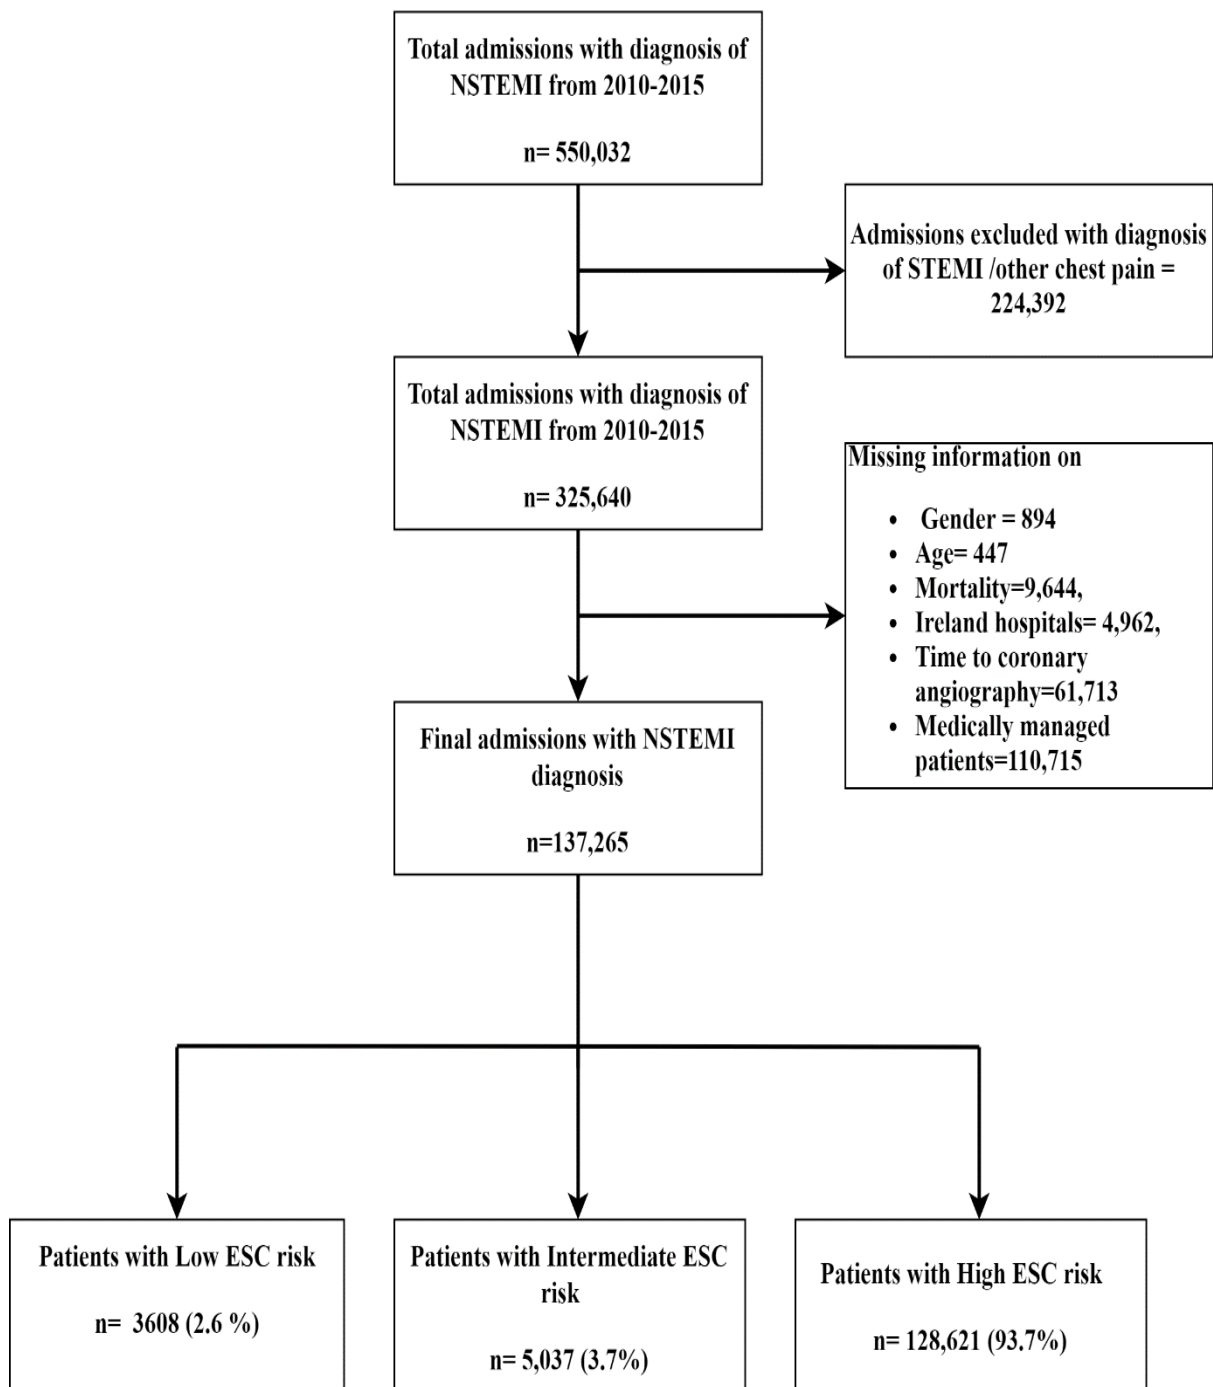 Total admissions with diagnosis of
NSTEMI from 2010-2015
n= 550,032
Admissions excluded with diagnosis
of STEMI /other chest pain =
224,392
Total admissions with diagnosis of
NSTEMI from 2010-2015
n= 325,640
Missing information on
• Gender = 894
• Age= 447
• Mortality=9,644,
• Ireland hospitals= 4,962,
• Time to coronary
angiography=61,713
• Medically managed
patients=110,715
Final admissions with NSTEMI
diagnosis
n=137,265
Patients with Low ESC risk
n= 3608 (2.6 %)
Patients with Intermediate ESC
risk
n= 5,037 (3.7%)
Patients with High ESC risk
n= 128,621 (93.7%)